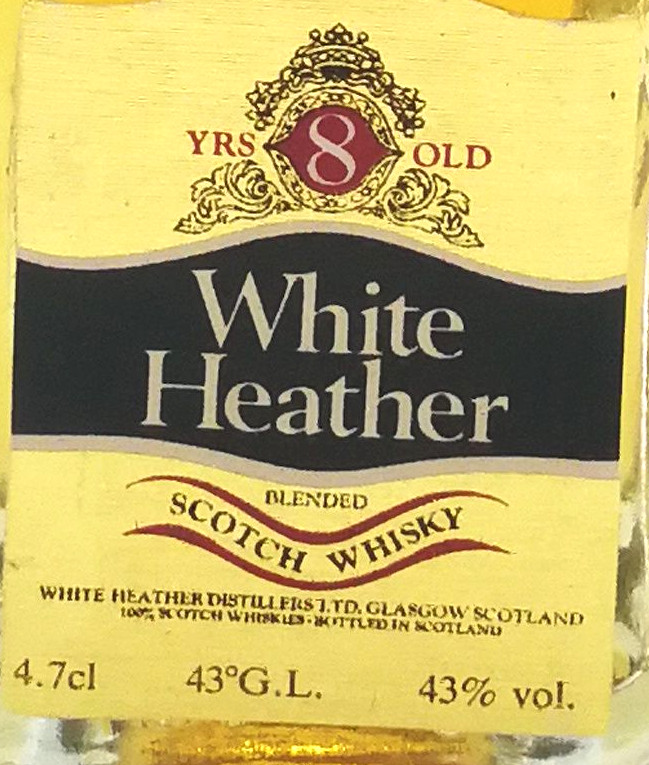 YRS 8 OLD
White
Heather
BLENDED
SCOTCH WHISKY
WHITE HEATHER DISTILLERS LTD. GLASGOW SCOTLAND
100% SCOTCH WHISKIES · BOTTLED IN SCOTLAND
4.7cl 43°G.L. 43% vol.